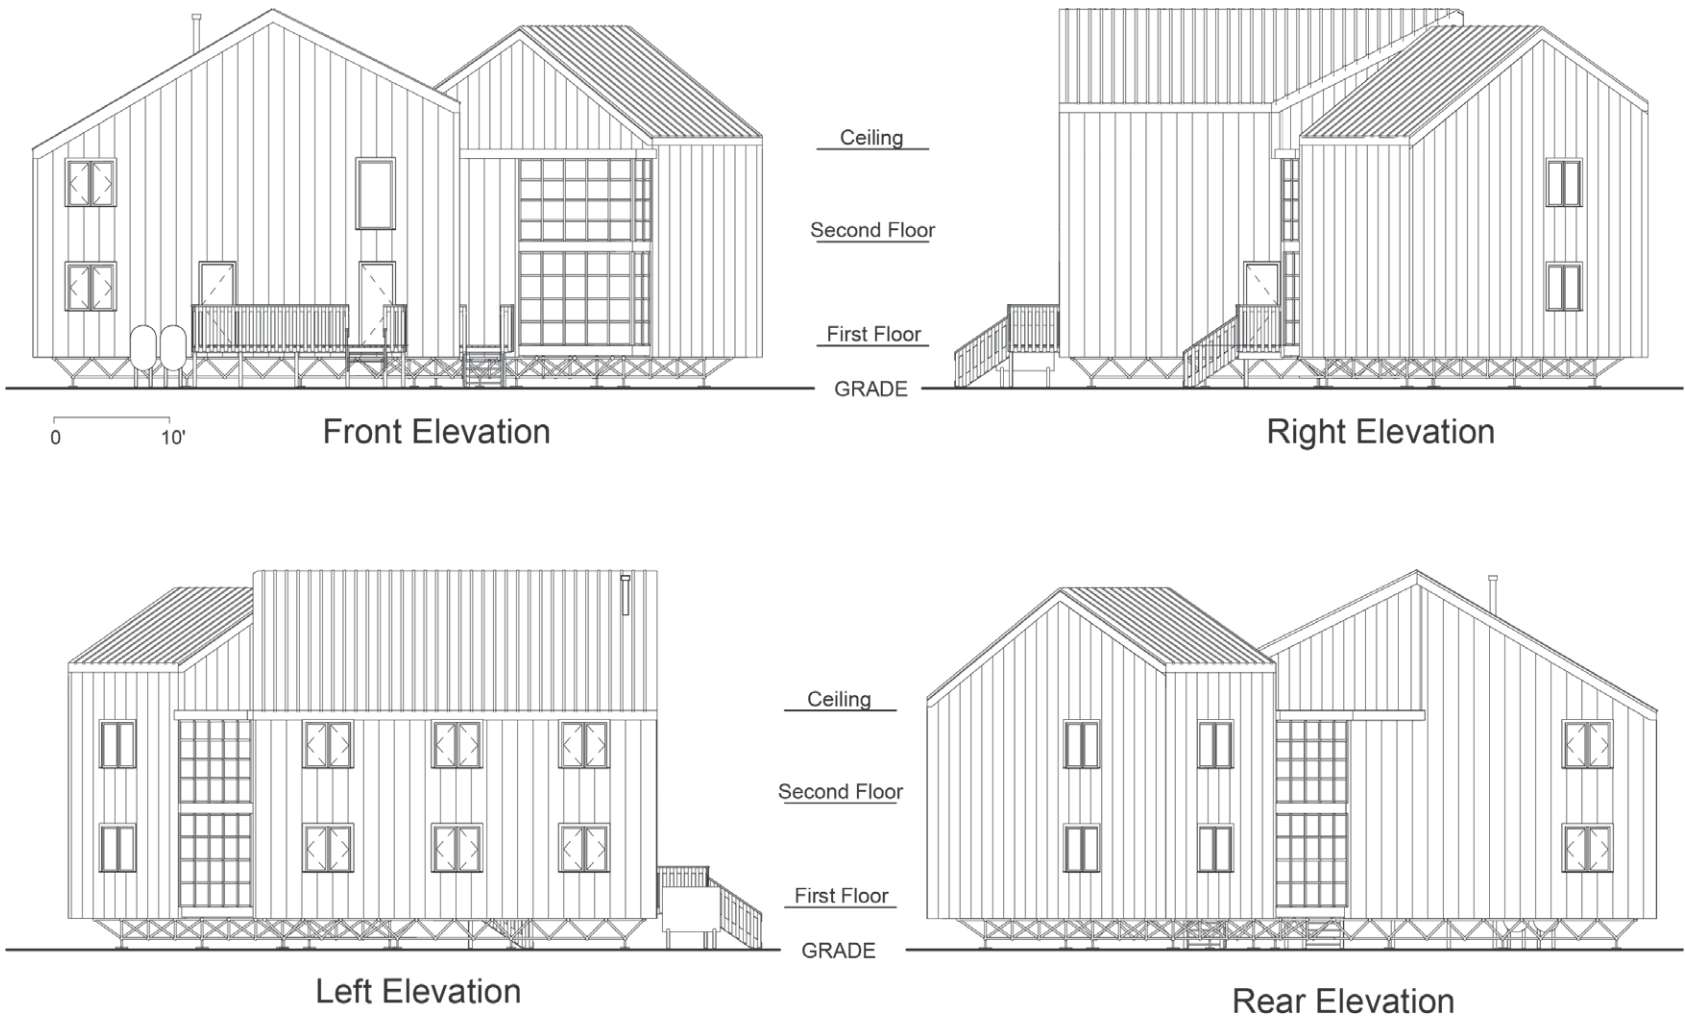 Ceiling
Second Floor
First Floor
GRADE
0 10'
Front Elevation
Right Elevation
Ceiling
Second Floor
First Floor
GRADE
Left Elevation
Rear Elevation